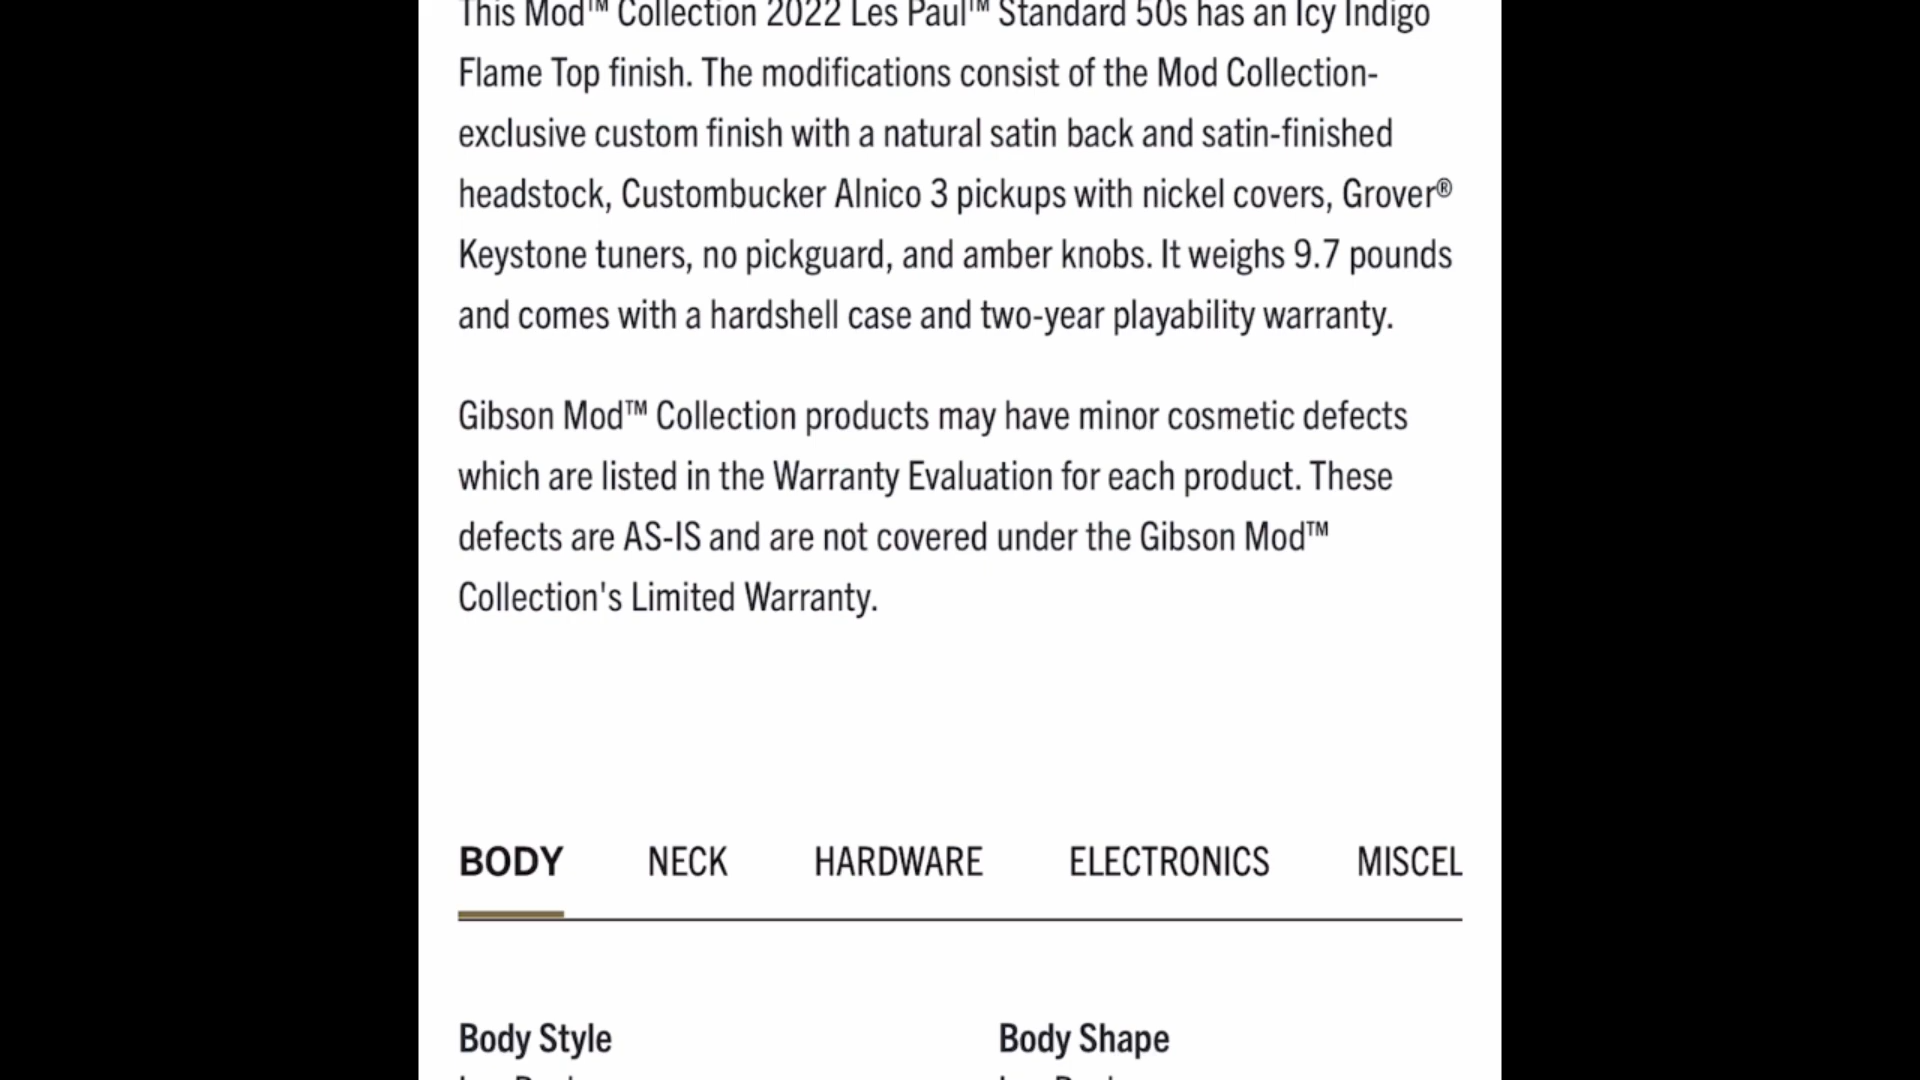 This Mod™ Collection 2022 Les Paul™ Standard 50s has an Icy Indigo
Flame Top finish. The modifications consist of the Mod Collection-
exclusive custom finish with a natural satin back and satin-finished
headstock, Custombucker Alnico 3 pickups with nickel covers, Grover®
Keystone tuners, no pickguard, and amber knobs. It weighs 9.7 pounds
and comes with a hardshell case and two-year playability warranty.
Gibson Mod™ Collection products may have minor cosmetic defects
which are listed in the Warranty Evaluation for each product. These
defects are AS-IS and are not covered under the Gibson Mod™
Collection's Limited Warranty.
BODY NECK HARDWARE ELECTRONICS MISCEL
Body Style Body Shape